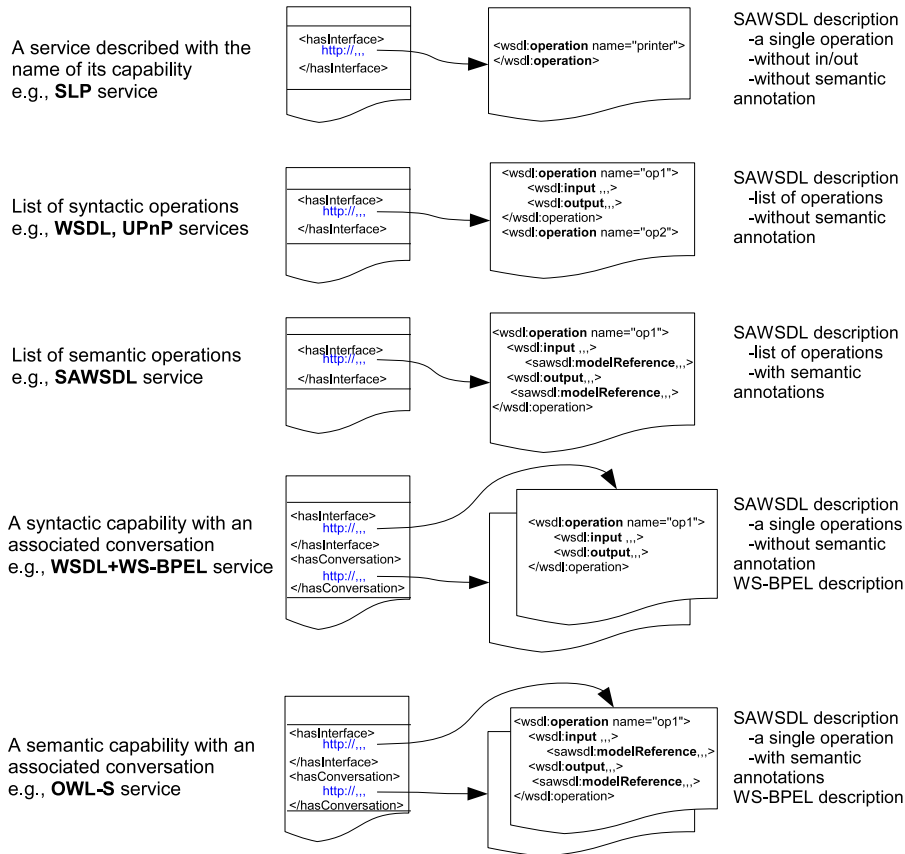 A service described with the
name of its capability
e.g., SLP service
<hasInterface>
http://,,,
</hasInterface>
<wsdl:operation name="printer">
</wsdl:operation>
SAWSDL description
-a single operation
-without in/out
-without semantic
annotation
List of syntactic operations
e.g., WSDL, UPnP services
<hasInterface>
http://,,,
</hasInterface>
<wsdl:operation name="op1">
<wsdl:input ,,,>
<wsdl:output,,,>
</wsdl:operation>
<wsdl:operation name="op2">
SAWSDL description
-list of operations
-without semantic
annotation
List of semantic operations
e.g., SAWSDL service
<hasInterface>
http://,,,
</hasInterface>
<wsdl:operation name="op1">
<wsdl:input ,,,>
<sawsdl:modelReference,,,>
<wsdl:output,,,>
<sawsdl:modelReference,,,>
</wsdl:operation>
SAWSDL description
-list of operations
-with semantic
annotations
A syntactic capability with an
associated conversation
e.g., WSDL+WS-BPEL service
<hasInterface>
http://,,,
</hasInterface>
<hasConversation>
http://,,,
</hasConversation>
<wsdl:operation name="op1">
<wsdl:input ,,,>
<wsdl:output,,,>
</wsdl:operation>
SAWSDL description
-a single operations
-without semantic
annotation
WS-BPEL description
A semantic capability with an
associated conversation
e.g., OWL-S service
<hasInterface>
http://,,,
</hasInterface>
<hasConversation>
http://,,,
</hasConversation>
<wsdl:operation name="op1">
<wsdl:input ,,,>
<sawsdl:modelReference,,,>
<wsdl:output,,,>
<sawsdl:modelReference,,,>
</wsdl:operation>
SAWSDL description
-a single operation
-with semantic
annotations
WS-BPEL description